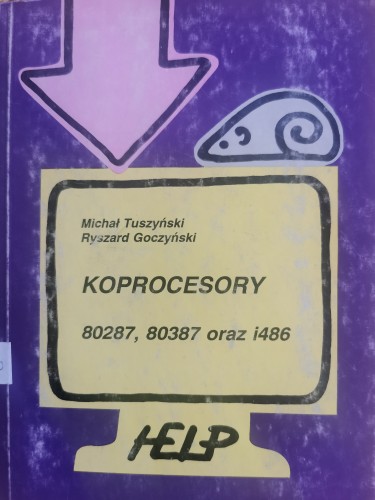 Michał Tuszyński
Ryszard Goczyński
KOPROCESORY
80287, 80387 oraz i486
HELP